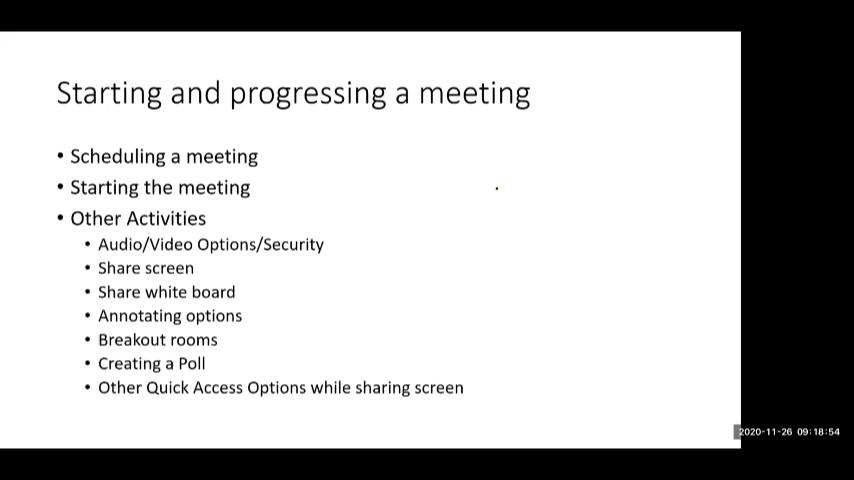 Starting and progressing a meeting
• Scheduling a meeting
• Starting the meeting
• Other Activities
• Audio/Video Options/Security
• Share screen
• Share white board
• Annotating options
• Breakout rooms
• Creating a Poll
• Other Quick Access Options while sharing screen
2020-11-26 09:18:54